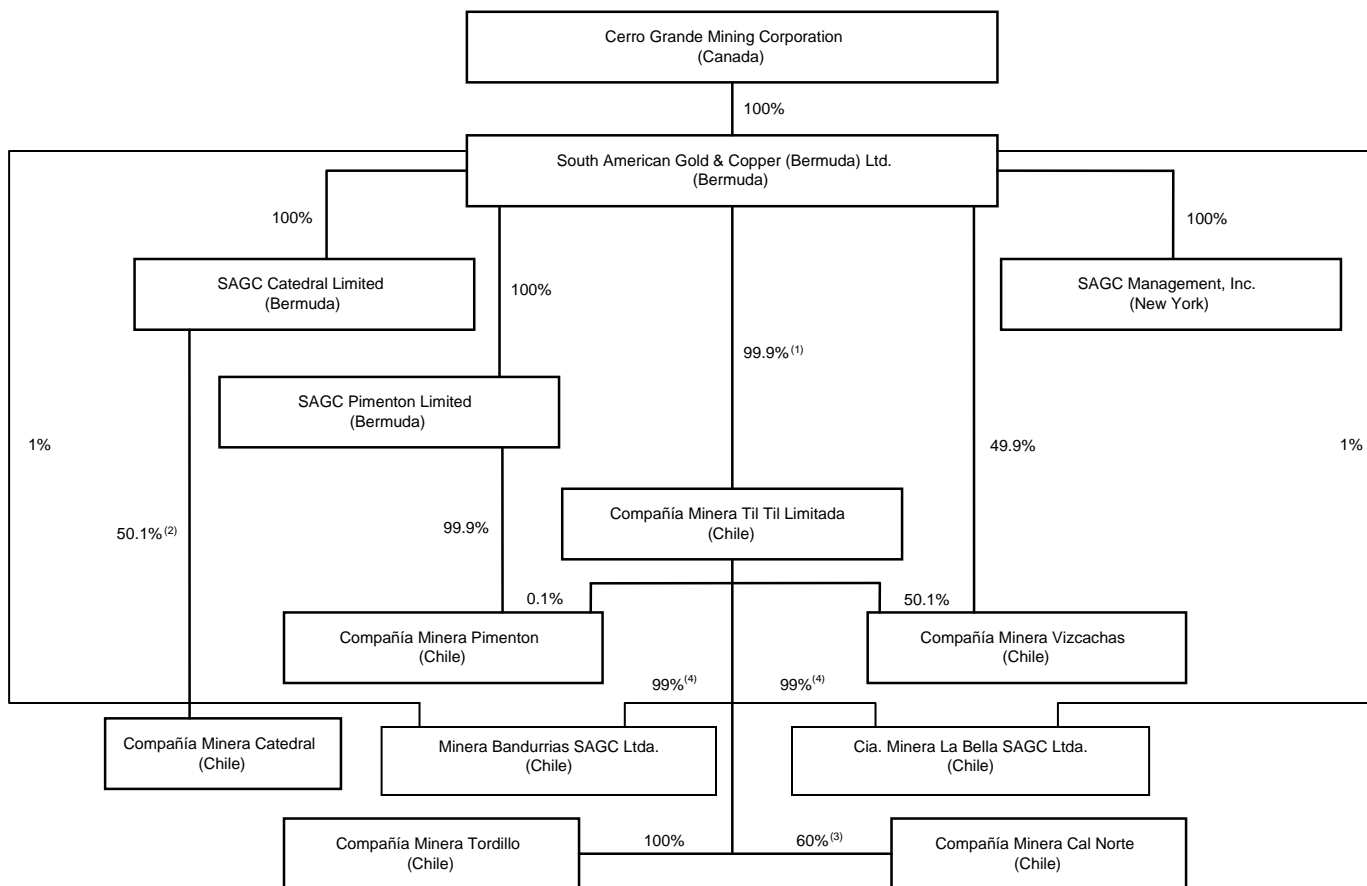 Cerro Grande Mining Corporation
(Canada)
100%
South American Gold & Copper (Bermuda) Ltd.
(Bermuda)
100%
100%
SAGC Catedral Limited
(Bermuda)
100%
SAGC Management, Inc.
(New York)
99.9%(1)
SAGC Pimenton Limited
(Bermuda)
1%
49.9%
1%
50.1%(2)
99.9%
Compañía Minera Til Til Limitada
(Chile)
0.1%
50.1%
Compañía Minera Pimenton
(Chile)
Compañía Minera Vizcachas
(Chile)
99%(4)
99%(4)
Compañía Minera Catedral
(Chile)
Minera Bandurrias SAGC Ltda.
(Chile)
Cia. Minera La Bella SAGC Ltda.
(Chile)
Compañía Minera Tordillo
(Chile)
100%
60%(3)
Compañía Minera Cal Norte
(Chile)